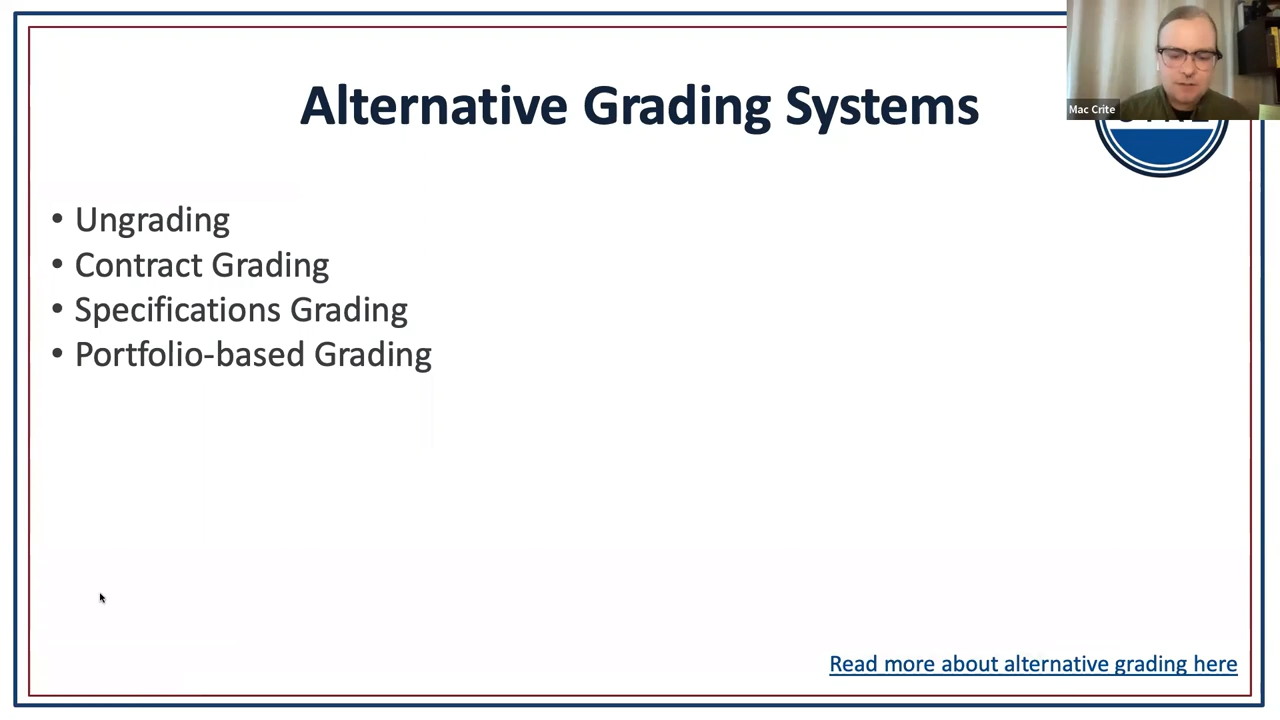 Alternative Grading Systems
Mac Crite
• Ungrading
• Contract Grading
• Specifications Grading
• Portfolio-based Grading
Read more about alternative grading here